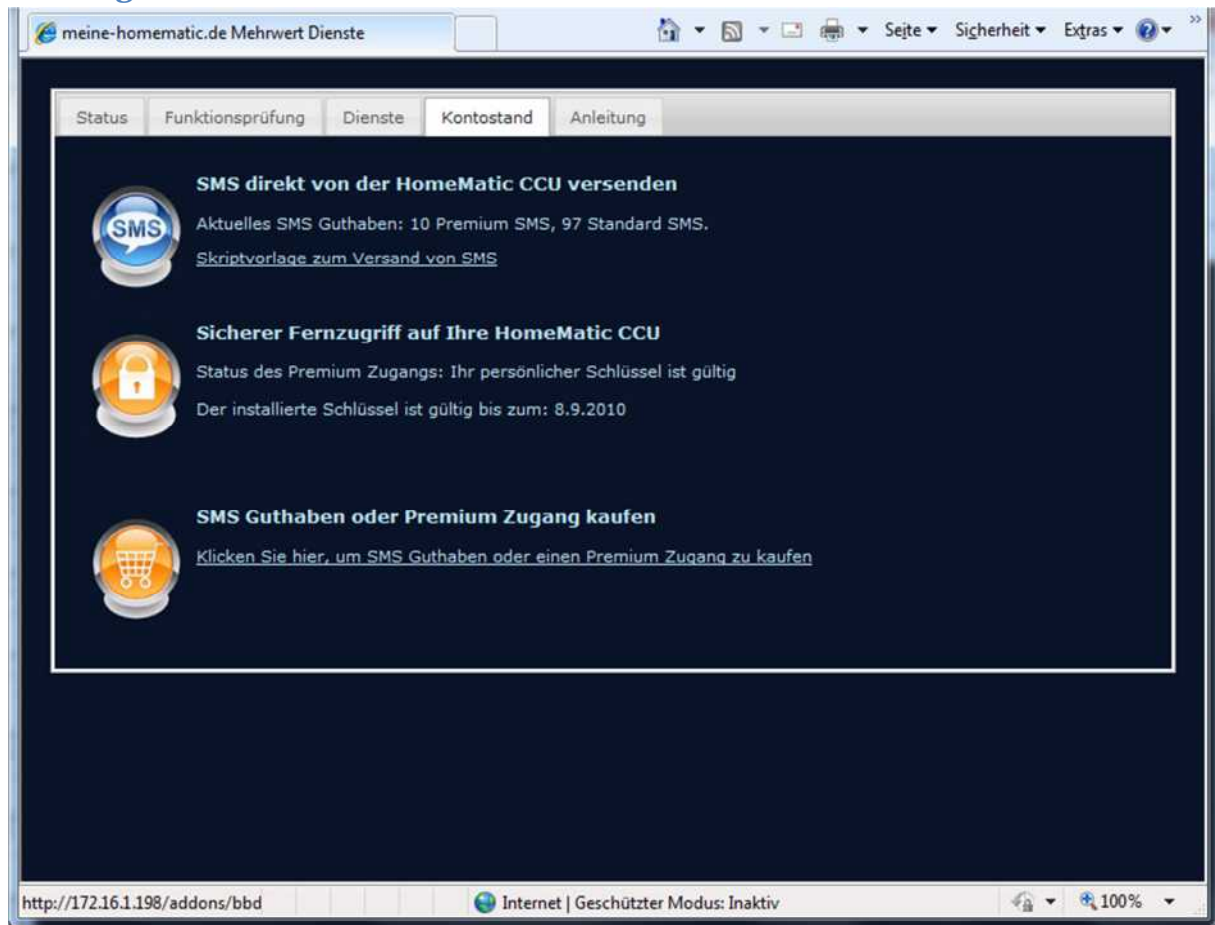 meine-homematic.de Mehrwert Dienste Seite Sicherheit Extras »
Status Funktionsprüfung Dienste Kontostand Anleitung
SMS direkt von der HomeMatic CCU versenden
SMS
Aktuelles SMS Guthaben: 10 Premium SMS, 97 Standard SMS.
Skriptvorlage zum Versand von SMS
Sicherer Fernzugriff auf Ihre HomeMatic CCU
Status des Premium Zugangs: Ihr persönlicher Schlüssel ist gültig
Der installierte Schlüssel ist gültig bis zum: 8.9.2010
SMS Guthaben oder Premium Zugang kaufen
Klicken Sie hier, um SMS Guthaben oder einen Premium Zugang zu kaufen
http://172.16.1.198/addons/bbd Internet | Geschützter Modus: Inaktiv 100%